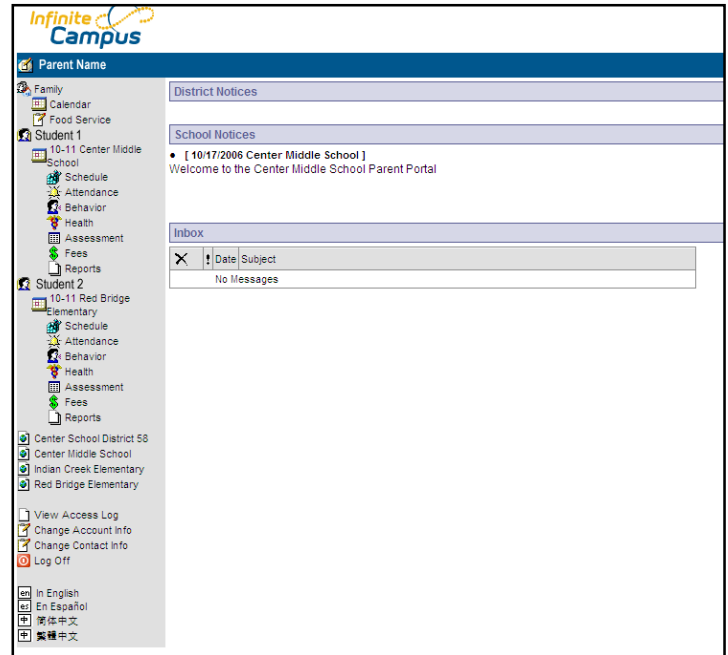 Infinite
Campus
Parent Name
Family
Calendar
Food Service
Student 1
10-11 Center Middle
School
Schedule
Attendance
Behavior
Health
Assessment
Fees
Reports
Student 2
10-11 Red Bridge
Elementary
Schedule
Attendance
Behavior
Health
Assessment
Fees
Reports
Center School District 58
Center Middle School
Indian Creek Elementary
Red Bridge Elementary
View Access Log
Change Account Info
Change Contact Info
Log Off
en In English
es En Español
中 简体中文
中 繁體中文
District Notices
School Notices
• [ 10/17/2006 Center Middle School ]
Welcome to the Center Middle School Parent Portal
Inbox
X ! Date Subject
No Messages